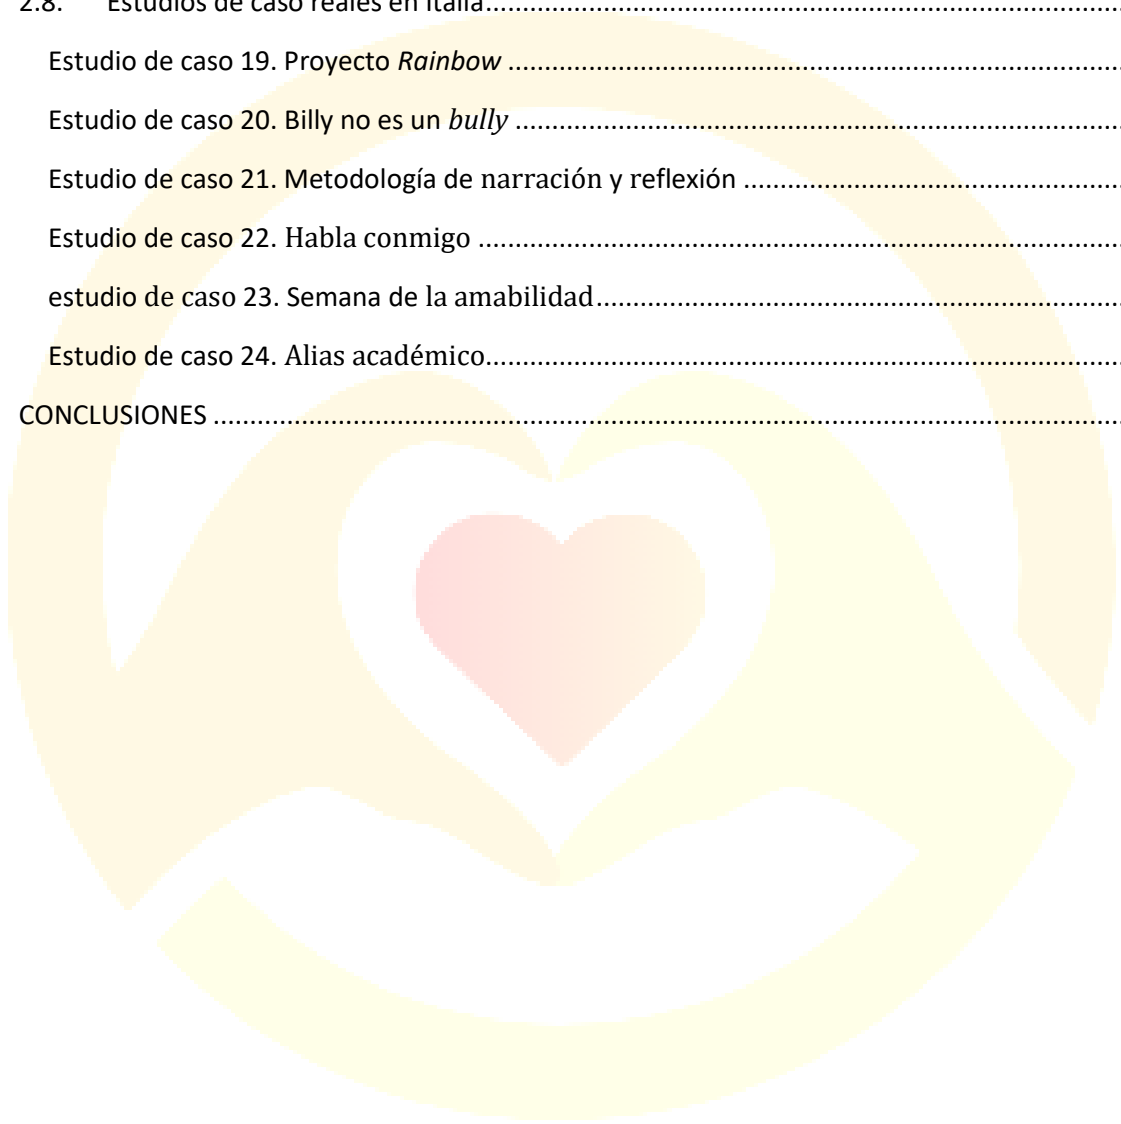 2.8. Estudios de caso reales en Italia........................................................................
Estudio de caso 19. Proyecto Rainbow ........................................................................
Estudio de caso 20. Billy no es un bully ........................................................................
Estudio de caso 21. Metodología de narración y reflexión ............................................
Estudio de caso 22. Habla conmigo ........................................................................
estudio de caso 23. Semana de la amabilidad................................................................
Estudio de caso 24. Alias académico........................................................................
CONCLUSIONES ........................................................................................